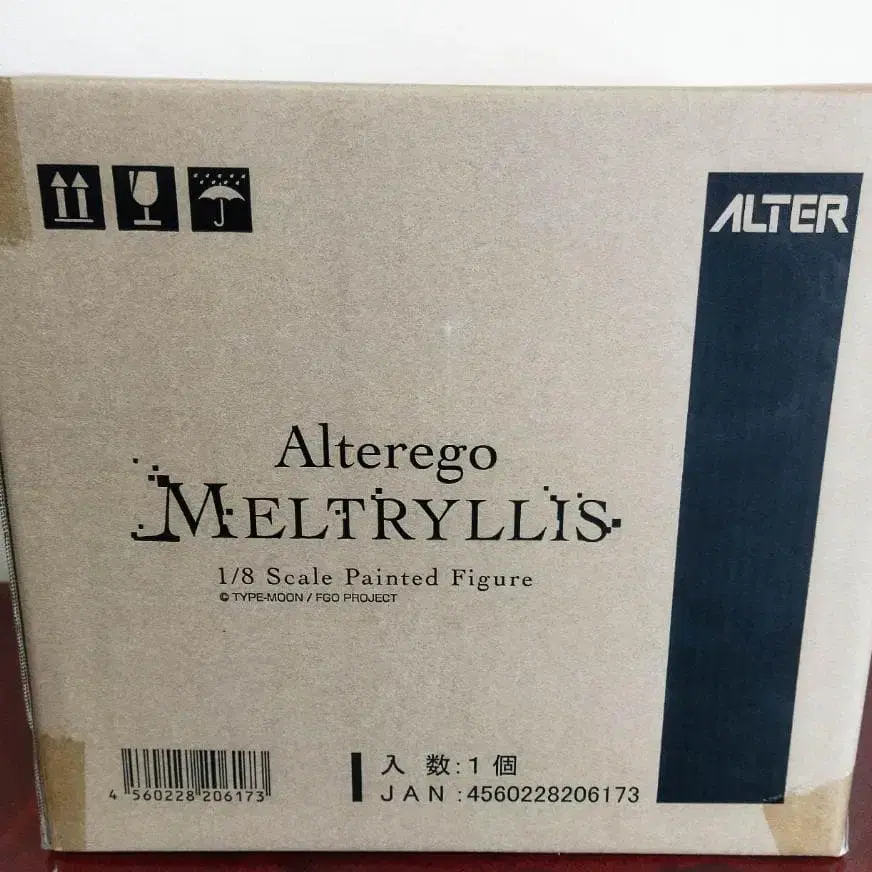 ALTER
Alterego
MELTRYLLIS
1/8 Scale Painted Figure
© TYPE-MOON / FGO PROJECT
4 560228 206173
入 数:1 個
JAN:4560228206173